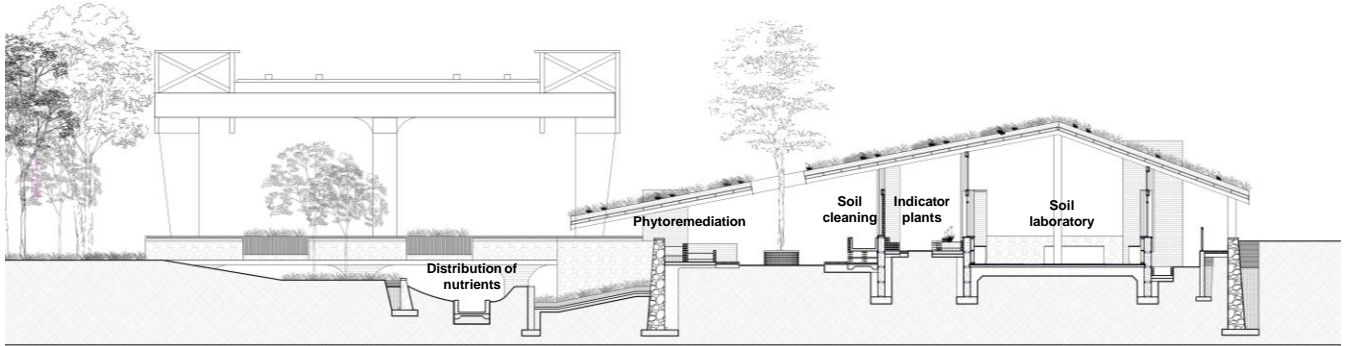 Phytoremediation
Soil
cleaning
Indicator
plants
Soil
laboratory
Distribution of
nutrients